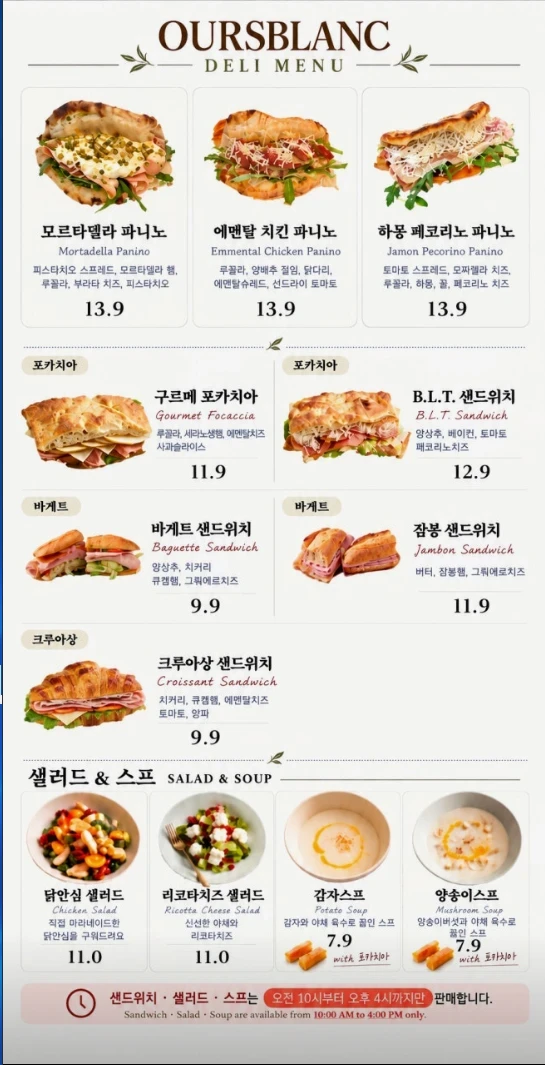 OURSBLANC
DELI MENU
모르타델라 파니노
Mortadella Panino
피스타치오 스프레드, 모르타델라 햄,
루꼴라, 부라타 치즈, 피스타치오
13.9
에멘탈 치킨 파니노
Emmental Chicken Panino
루꼴라, 양배추 절임, 닭다리,
에멘탈슈레드, 선드라이 토마토
13.9
하몽 페코리노 파니노
Jamon Pecorino Panino
토마토 스프레드, 모짜렐라 치즈,
루꼴라, 하몽, 꿀, 페코리노 치즈
13.9
포카치아
구르메 포카치아
Gourmet Focaccia
루꼴라, 세라노생햄, 에멘탈치즈
사과슬라이스
11.9
포카치아
B.L.T. 샌드위치
B.L.T. Sandwich
양상추, 베이컨, 토마토
페코리노치즈
12.9
바게트
바게트 샌드위치
Baguette Sandwich
양상추, 치커리
큐캠햄, 그뤼에르치즈
9.9
바게트
잠봉 샌드위치
Jambon Sandwich
버터, 잠봉햄, 그뤼에로치즈
11.9
크루아상
크루아상 샌드위치
Croissant Sandwich
치커리, 큐캠햄, 에멘탈치즈
토마토, 양파
9.9
샐러드 & 스프 SALAD & SOUP
닭안심 샐러드
Chicken Salad
직접 마리네이드한
닭안심을 구워드려요
11.0
리코타치즈 샐러드
Ricotta Cheese Salad
신선한 야채와
리코타치즈
11.0
감자스프
Potato Soup
감자와 야채 육수로 끓인 스프
7.9
with 포카치아
양송이스프
Mushroom Soup
양송이버섯과 야채 육수로
끓인 스프
7.9
with 포카치아
샌드위치 · 샐러드 · 스프는 오전 10시부터 오후 4시까지만 판매합니다.
Sandwich · Salad · Soup are available from 10:00 AM to 4:00 PM only.